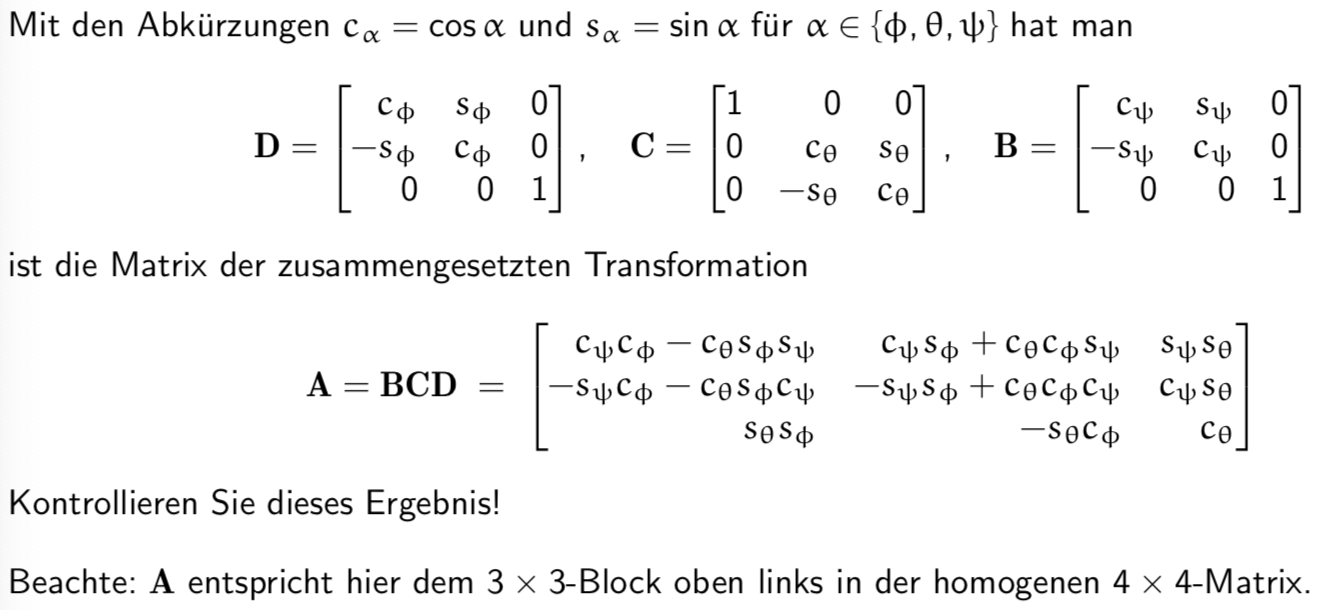 Mit den Abkürzungen c_α = cos α und s_α = sin α für α ∈ {ϕ, θ, ψ} hat man
D = [ c_ϕ s_ϕ 0 ; −s_ϕ c_ϕ 0 ; 0 0 1 ] , C = [ 1 0 0 ; 0 c_θ s_θ ; 0 −s_θ c_θ ] , B = [ c_ψ s_ψ 0 ; −s_ψ c_ψ 0 ; 0 0 1 ]
ist die Matrix der zusammengesetzten Transformation
A = BCD = [ c_ψc_ϕ − c_θs_ϕs_ψ c_ψs_ϕ + c_θc_ϕs_ψ s_ψs_θ ; −s_ψc_ϕ − c_θs_ϕc_ψ −s_ψs_ϕ + c_θc_ϕc_ψ c_ψs_θ ; s_θs_ϕ −s_θc_ϕ c_θ ]
Kontrollieren Sie dieses Ergebnis!
Beachte: A entspricht hier dem 3 × 3-Block oben links in der homogenen 4 × 4-Matrix.